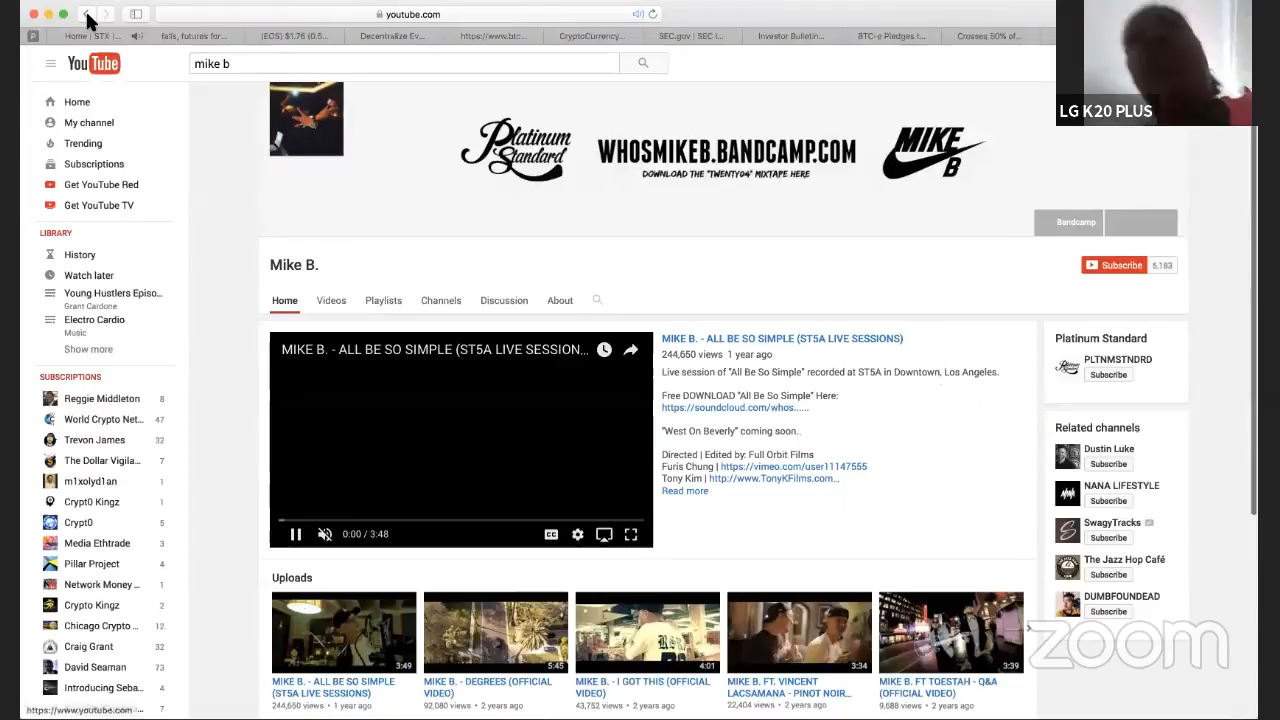 youtube.com
Home | STX |...
falls, futures for...
(EOS) $1.76 (0.5...
Decentralize Ev...
https://www.btc...
CryptoCurrency...
SEC.gov | SEC I...
Investor Bulletin...
BTC-e Pledges t...
Crosses 50% of...
YouTube
mike b
LG K20 PLUS
Home
My channel
Trending
Subscriptions
Get YouTube Red
Get YouTube TV
LIBRARY
History
Watch later
Young Hustlers Episo...
Grant Cardone
Electro Cardio
Music
Show more
SUBSCRIPTIONS
Reggie Middleton 8
World Crypto Net... 47
Trevon James 32
The Dollar Vigila... 7
m1xolyd1an 1
Crypt0 Kingz 1
Crypt0 5
Media Ethtrade 3
Pillar Project 4
Network Money ... 1
Crypto Kingz 2
Chicago Crypto ... 12
Craig Grant 32
David Seaman 73
Introducing Seba... 4
7
https://www.youtube.com
Platinum Standard
WHOSMIKEB.BANDCAMP.COM
DOWNLOAD THE "TWENTY04" MIXTAPE HERE
MIKE B
Bandcamp
Mike B.
Subscribe 5,183
Home Videos Playlists Channels Discussion About
MIKE B. - ALL BE SO SIMPLE (ST5A LIVE SESSION...
0:00 / 3:48
CC
MIKE B. - ALL BE SO SIMPLE (ST5A LIVE SESSIONS)
244,650 views 1 year ago
Live session of "All Be So Simple" recorded at ST5A in Downtown, Los Angeles.
Free DOWNLOAD "All Be So Simple" Here:
https://soundcloud.com/whos......
"West On Beverly" coming soon..
Directed | Edited by: Full Orbit Films
Furis Chung | https://vimeo.com/user11147555
Tony Kim | http://www.TonyKFilms.com...
Read more
Platinum Standard
PLTNMSTNDRD
Subscribe
Related channels
Dustin Luke
Subscribe
NANA LIFESTYLE
Subscribe
SwagyTracks
Subscribe
The Jazz Hop Café
Subscribe
DUMBFOUNDEAD
Subscribe
Uploads
3:49
MIKE B. - ALL BE SO SIMPLE
(ST5A LIVE SESSIONS)
244,650 views • 1 year ago
5:45
MIKE B. - DEGREES (OFFICIAL
VIDEO)
92,080 views • 2 years ago
4:01
MIKE B. - I GOT THIS (OFFICIAL
VIDEO)
43,752 views • 2 years ago
3:34
MIKE B. FT. VINCENT
LACSAMANA - PINOT NOIR...
22,404 views • 2 years ago
3:39
MIKE B. FT TOESTAH - Q&A
(OFFICIAL VIDEO)
9,688 views • 2 years ago
zoom